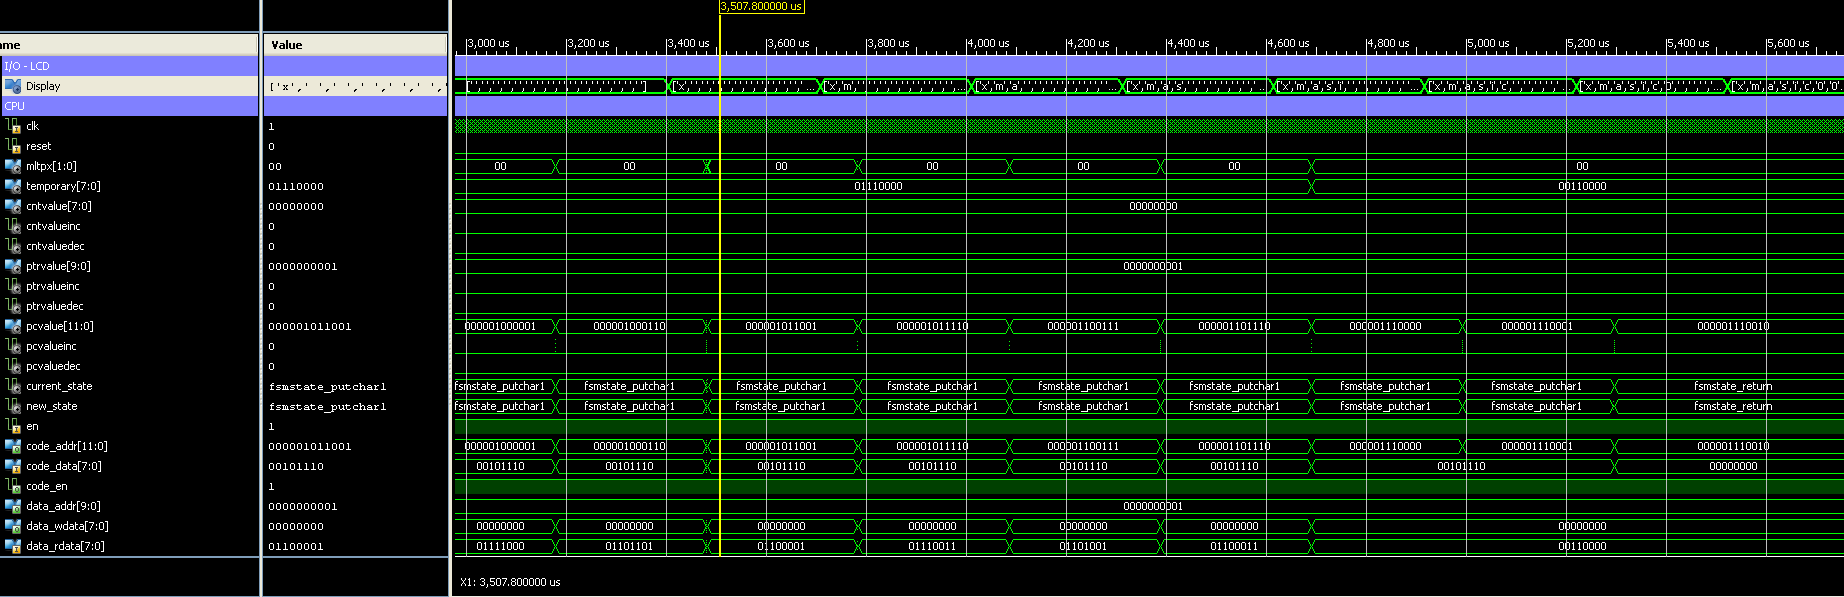 3,507.800000 us
3,000 us 3,200 us 3,400 us 3,600 us 3,800 us 4,000 us 4,200 us 4,400 us 4,600 us 4,800 us 5,000 us 5,200 us 5,400 us 5,600 us
ame Value
I/O - LCD
Display
CPU
clk 1
reset 0
mltpx[1:0] 00 00 00 00 00 00 00 00
temporary[7:0] 01110000 01110000 00110000
cntvalue[7:0] 00000000 00000000
cntvalueinc 0
cntvaluedec 0
ptrvalue[9:0] 0000000001 0000000001
ptrvalueinc 0
ptrvaluedec 0
pcvalue[11:0] 000001011001 000001000001 000001000110 000001011001 000001011110 000001100111 000001101110 000001110000 000001110001 000001110010
pcvalueinc 0
pcvaluedec 0
current_state fsmstate_putchar1 fsmstate_putchar1 fsmstate_putchar1 fsmstate_putchar1 fsmstate_putchar1 fsmstate_putchar1 fsmstate_putchar1 fsmstate_putchar1 fsmstate_putchar1 fsmstate_return
new_state fsmstate_putchar1 fsmstate_putchar1 fsmstate_putchar1 fsmstate_putchar1 fsmstate_putchar1 fsmstate_putchar1 fsmstate_putchar1 fsmstate_putchar1 fsmstate_putchar1 fsmstate_return
en 1
code_addr[11:0] 000001011001 000001000001 000001000110 000001011001 000001011110 000001100111 000001101110 000001110000 000001110001 000001110010
code_data[7:0] 00101110 00101110 00101110 00101110 00101110 00101110 00101110 00101110 00000000
code_en 1
data_addr[9:0] 0000000001 0000000001
data_wdata[7:0] 00000000 00000000 00000000 00000000 00000000 00000000 00000000 00000000
data_rdata[7:0] 01100001 01111000 01101101 01100001 01110011 01101001 01100011 00110000
X1: 3,507.800000 us